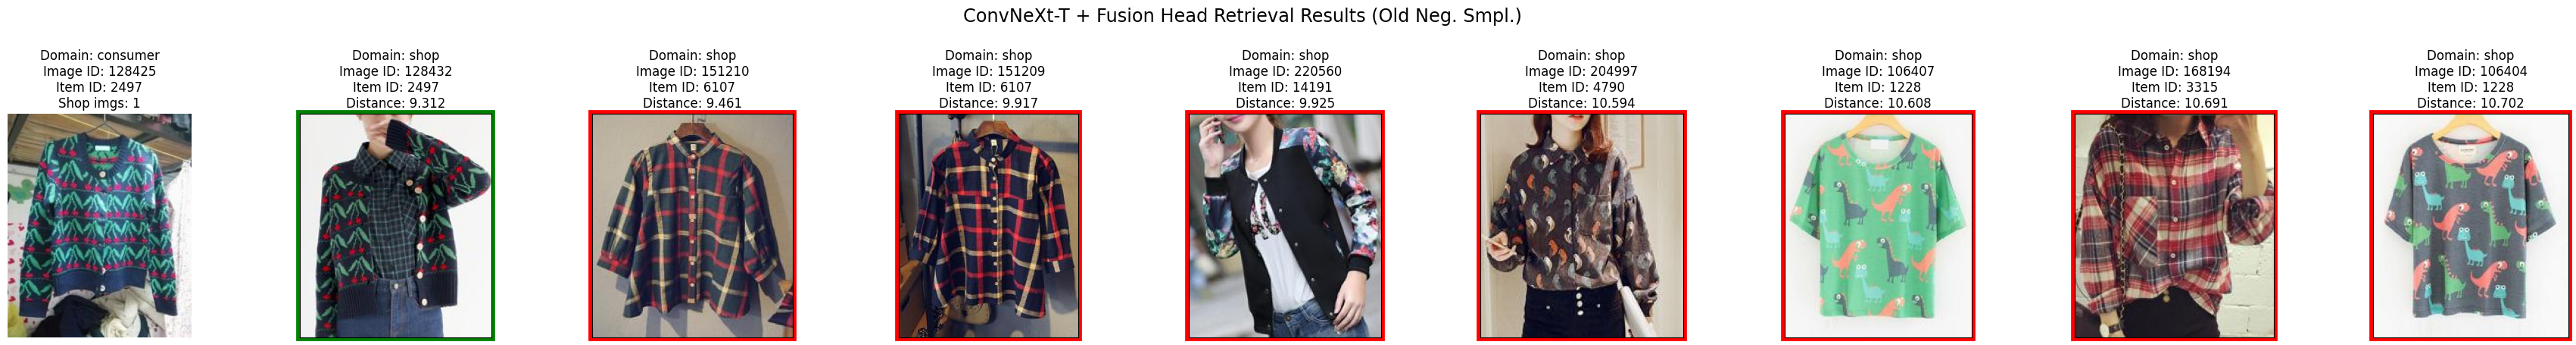 ConvNeXt-T + Fusion Head Retrieval Results (Old Neg. Smpl.)
Domain: consumer
Image ID: 128425
Item ID: 2497
Shop imgs: 1
Domain: shop
Image ID: 128432
Item ID: 2497
Distance: 9.312
Domain: shop
Image ID: 151210
Item ID: 6107
Distance: 9.461
Domain: shop
Image ID: 151209
Item ID: 6107
Distance: 9.917
Domain: shop
Image ID: 220560
Item ID: 14191
Distance: 9.925
Domain: shop
Image ID: 204997
Item ID: 4790
Distance: 10.594
Domain: shop
Image ID: 106407
Item ID: 1228
Distance: 10.608
Domain: shop
Image ID: 168194
Item ID: 3315
Distance: 10.691
Domain: shop
Image ID: 106404
Item ID: 1228
Distance: 10.702